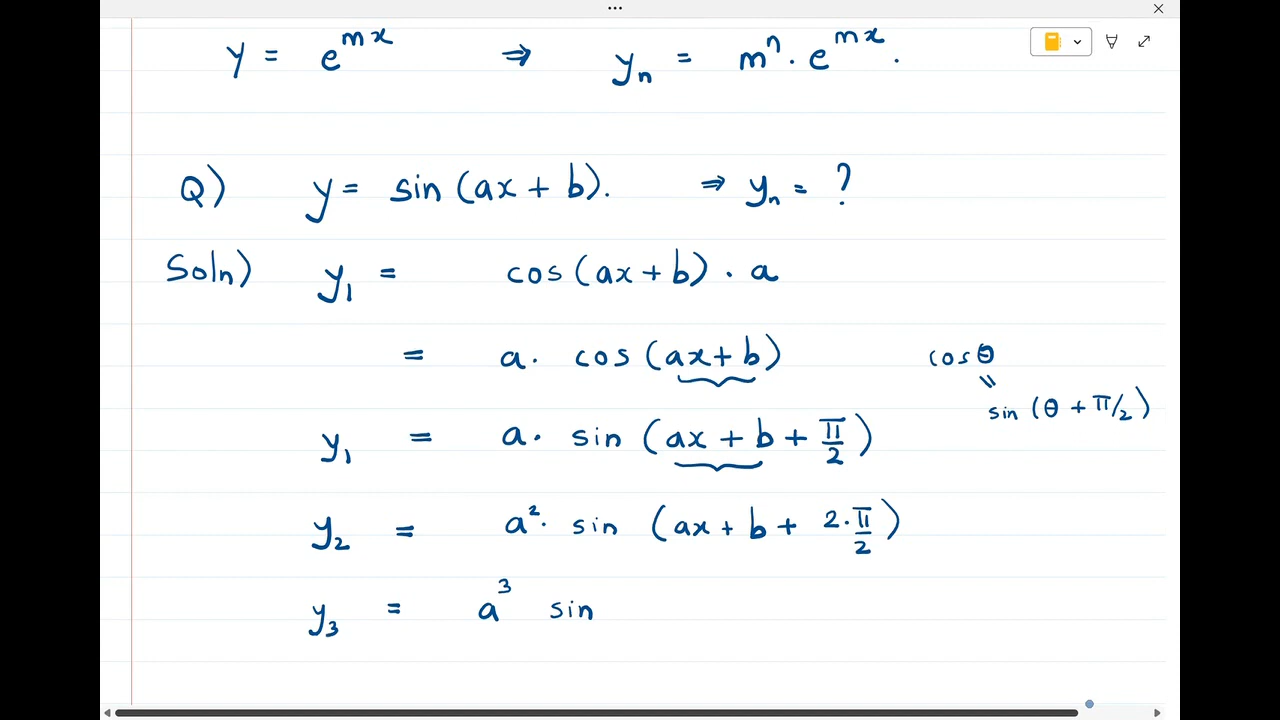 y = e^{mx} ⇒ y_n = m^n . e^{mx} .
Q) y = sin (ax + b). ⇒ y_n = ?
Soln) y_1 = cos (ax + b) . a
= a. cos (ax + b)
cos θ
=
sin (θ + π/2)
y_1 = a. sin (ax + b + π/2)
y_2 = a^2. sin (ax + b + 2.π/2)
y_3 = a^3 sin